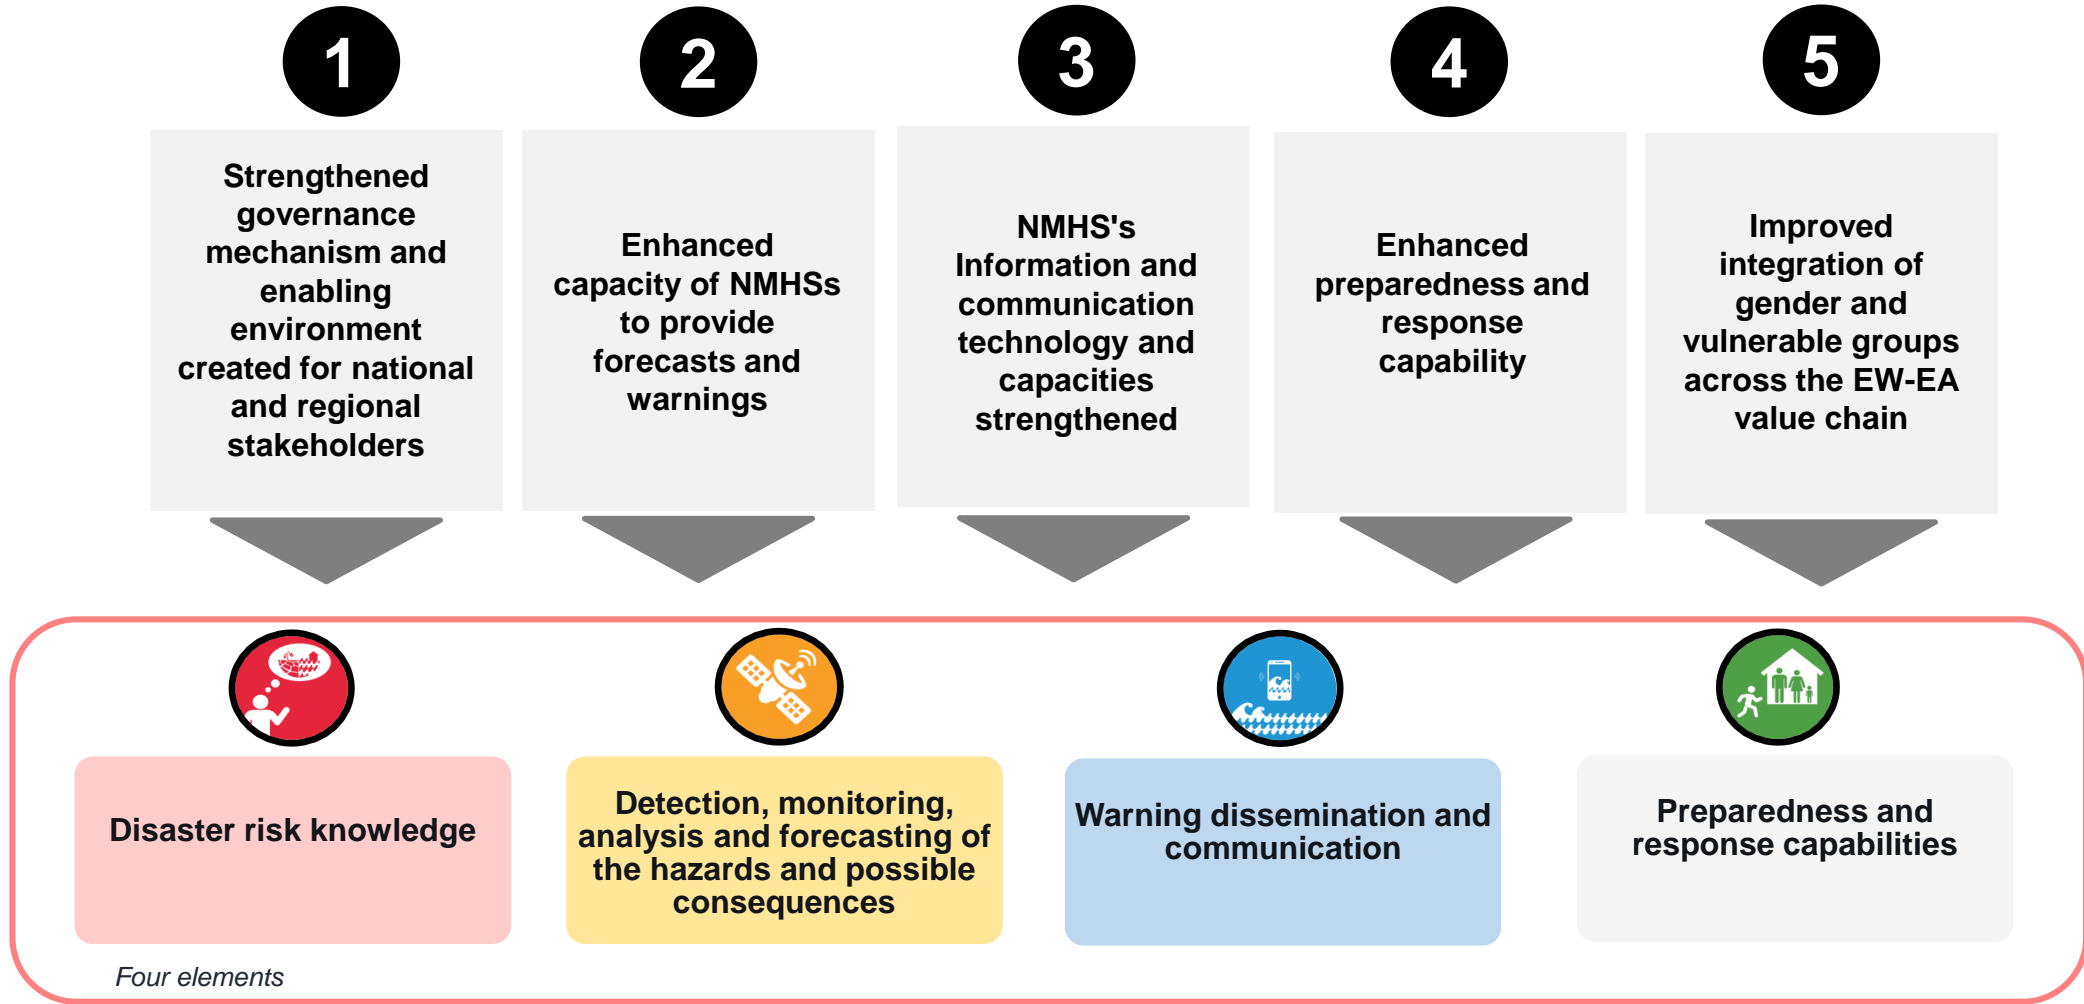 1
Strengthened
governance
mechanism and
enabling
environment
created for national
and regional
stakeholders
2
Enhanced
capacity of NMHSs
to provide
forecasts and
warnings
3
NMHS's
Information and
communication
technology and
capacities
strengthened
4
Enhanced
preparedness and
response
capability
5
Improved
integration of
gender and
vulnerable groups
across the EW-EA
value chain
Disaster risk knowledge
Detection, monitoring,
analysis and forecasting of
the hazards and possible
consequences
Warning dissemination and
communication
Preparedness and
response capabilities
Four elements